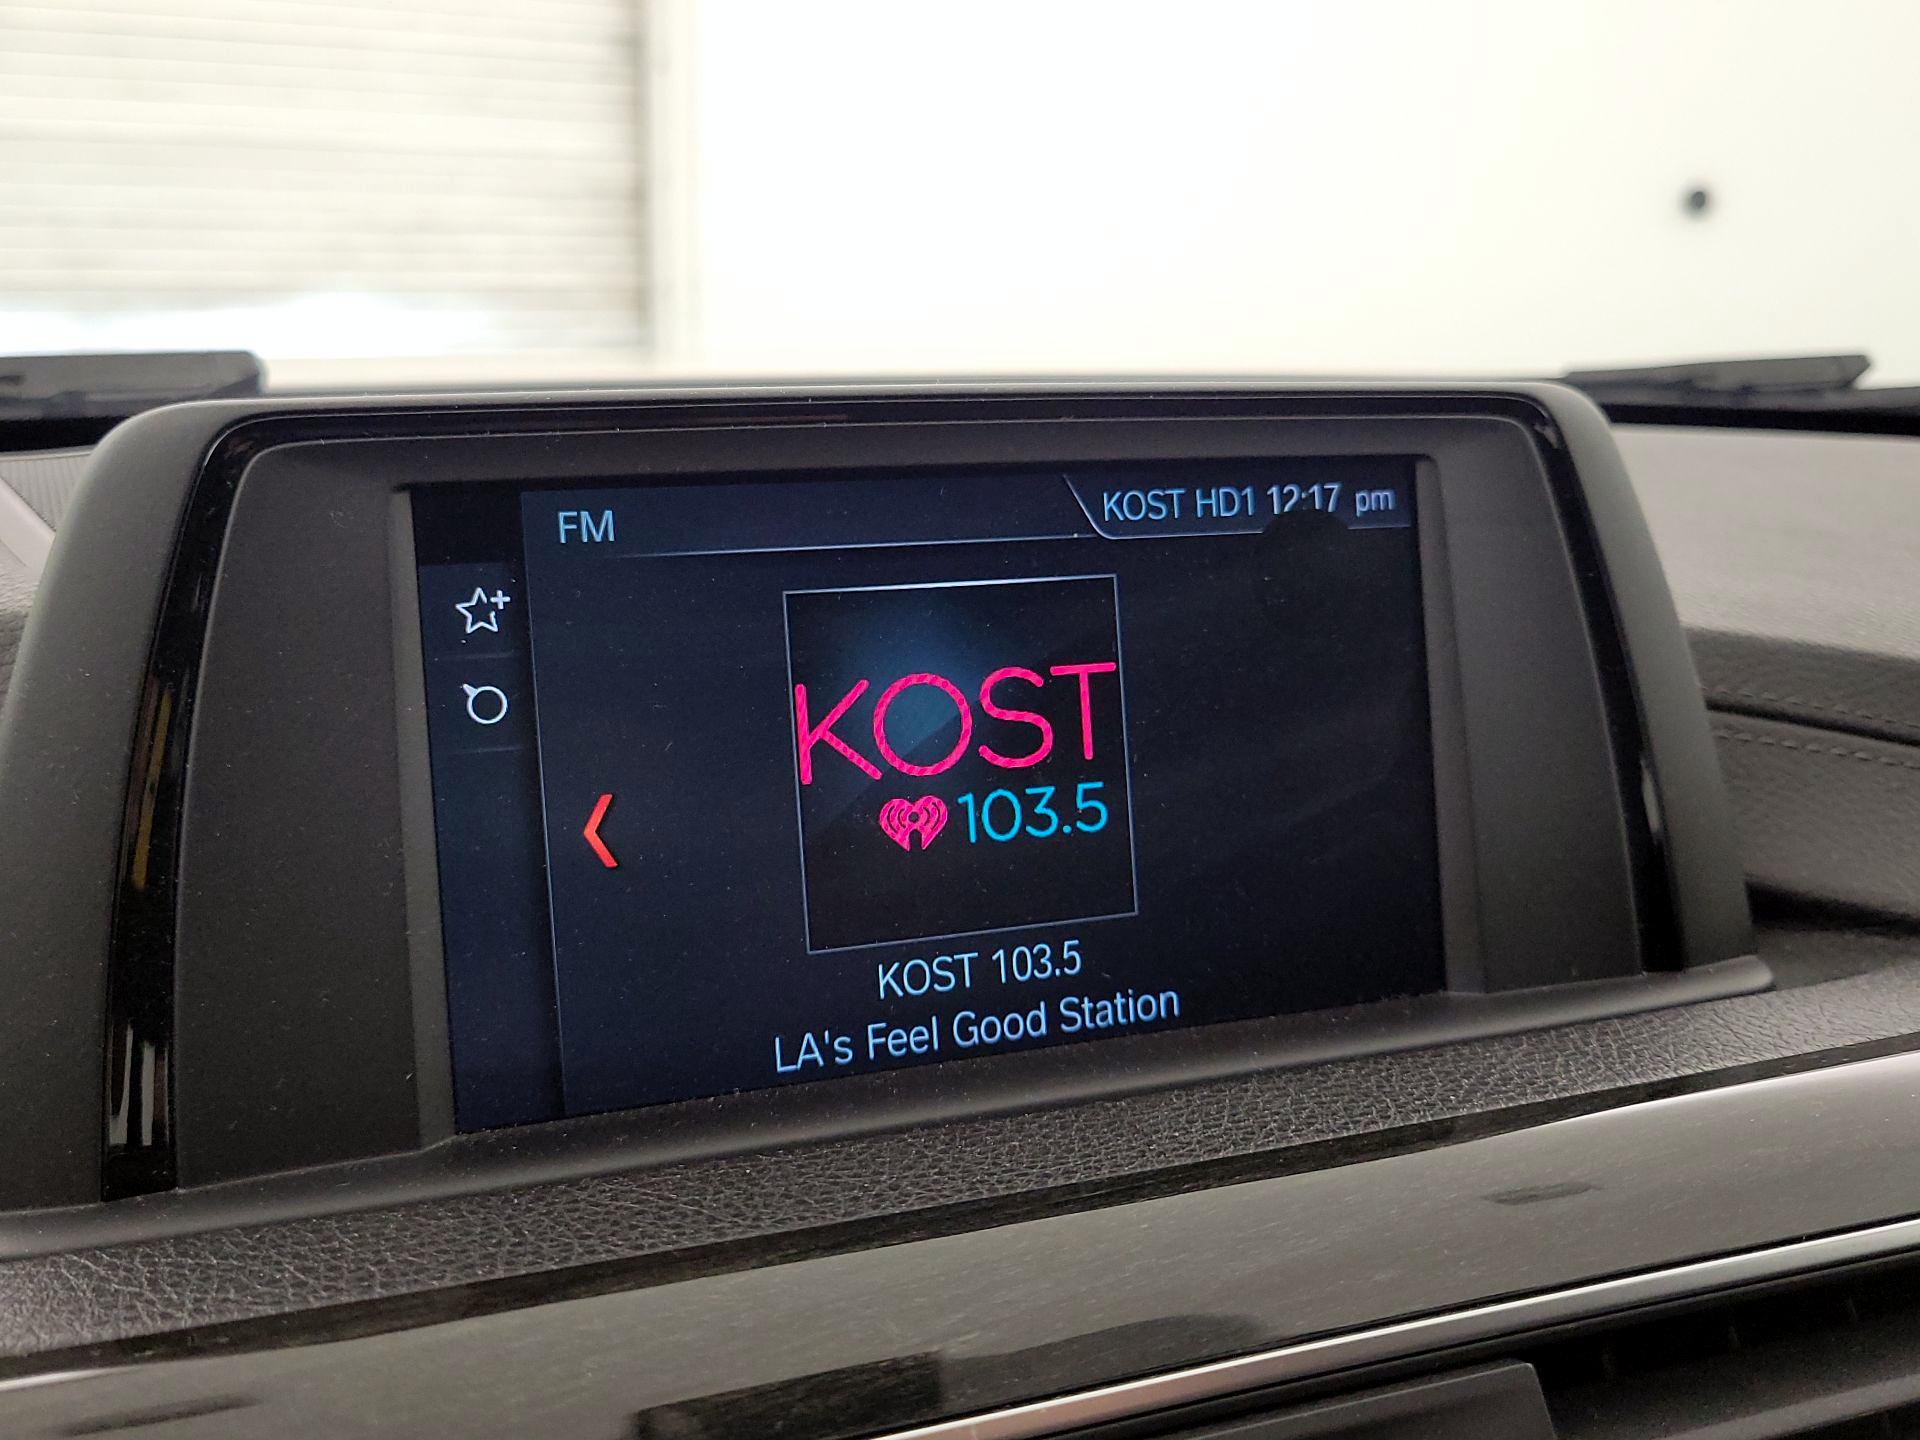 FM
KOST HD1 12:17 pm
KOST
103.5
KOST 103.5
LA's Feel Good Station